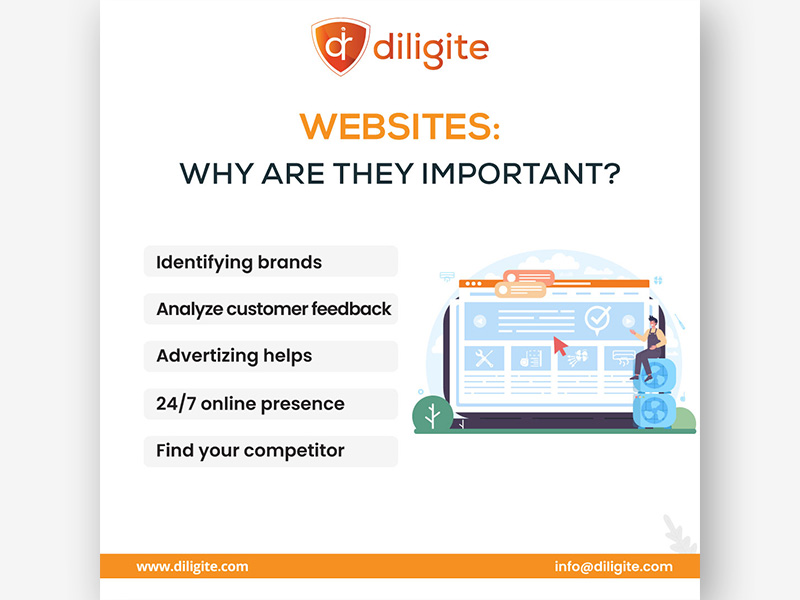 diligite
WEBSITES:
WHY ARE THEY IMPORTANT?
Identifying brands
Analyze customer feedback
Advertizing helps
24/7 online presence
Find your competitor
www.diligite.com
info@diligite.com